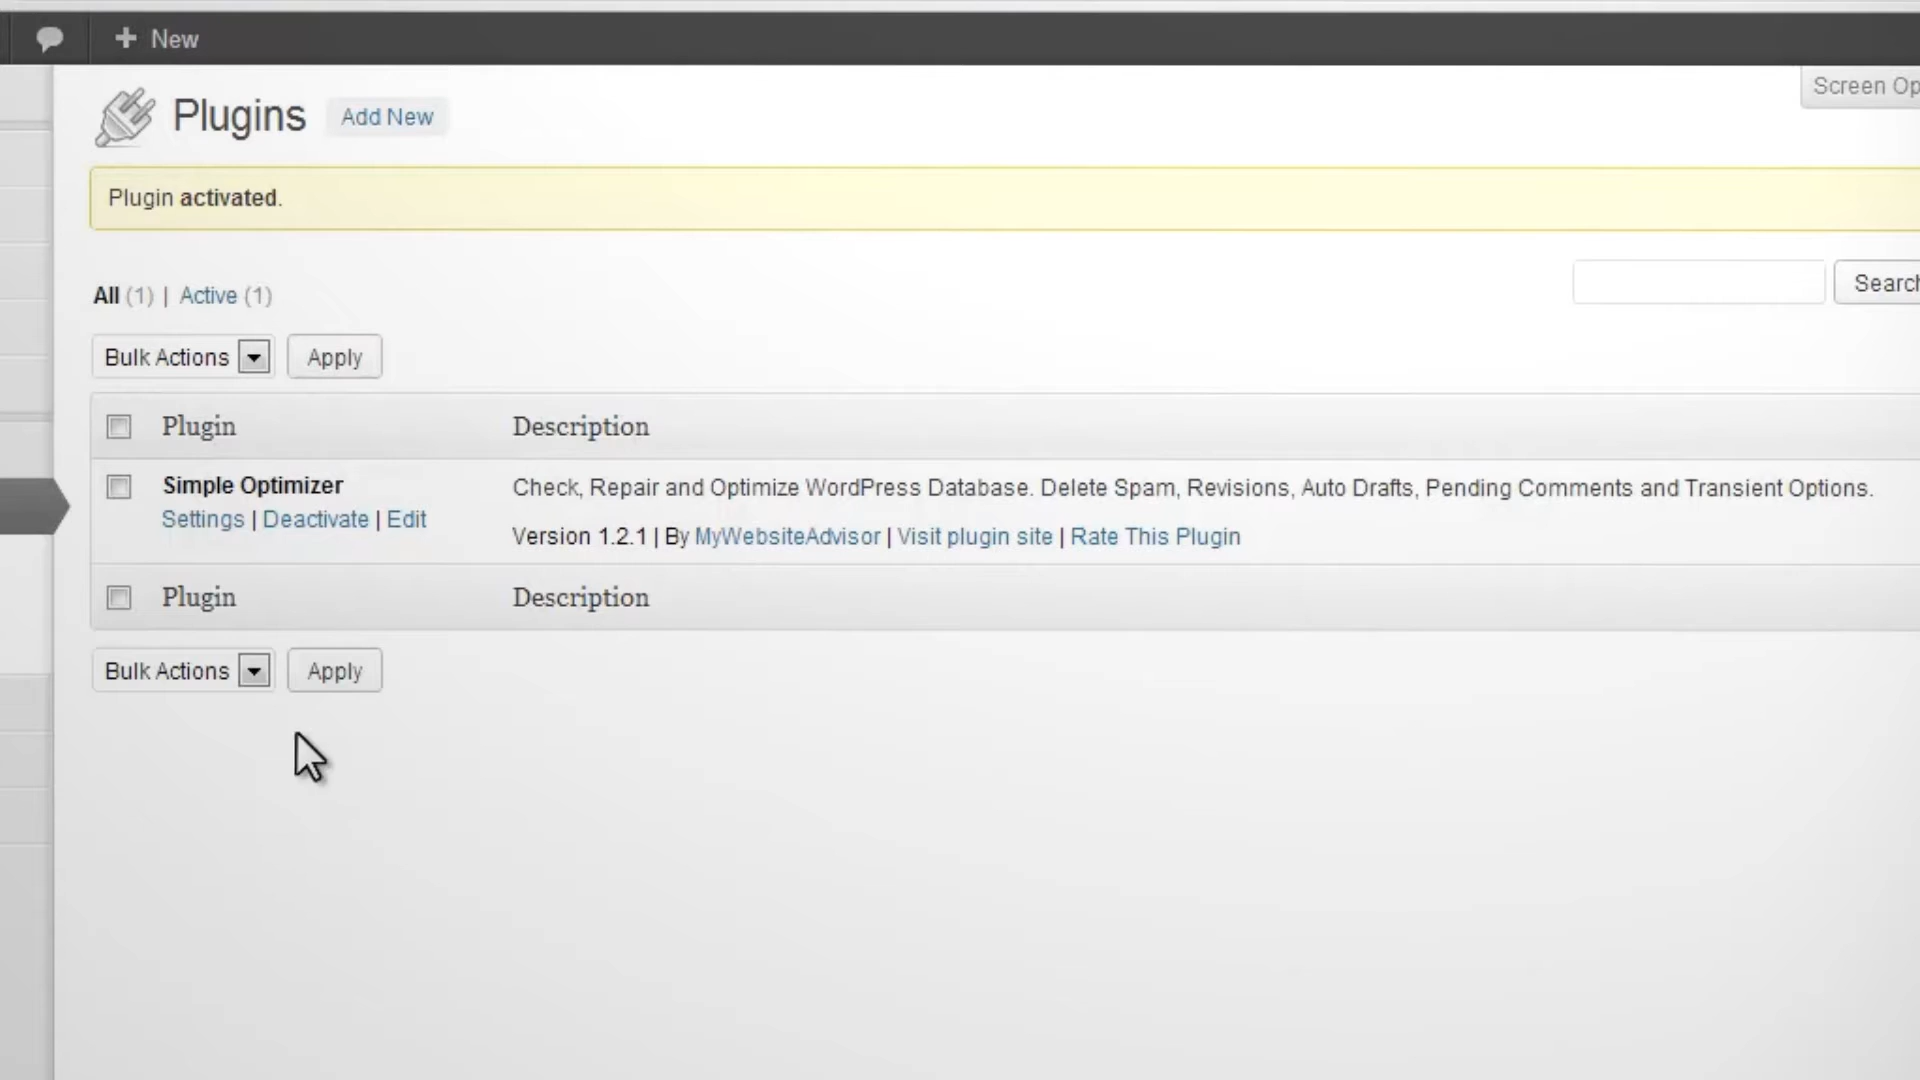 New
Screen Op
Plugins Add New
Plugin activated.
All (1) | Active (1)
Search
Bulk Actions Apply
Plugin Description
Simple Optimizer Check, Repair and Optimize WordPress Database. Delete Spam, Revisions, Auto Drafts, Pending Comments and Transient Options.
Settings | Deactivate | Edit
Version 1.2.1 | By MyWebsiteAdvisor | Visit plugin site | Rate This Plugin
Plugin Description
Bulk Actions Apply